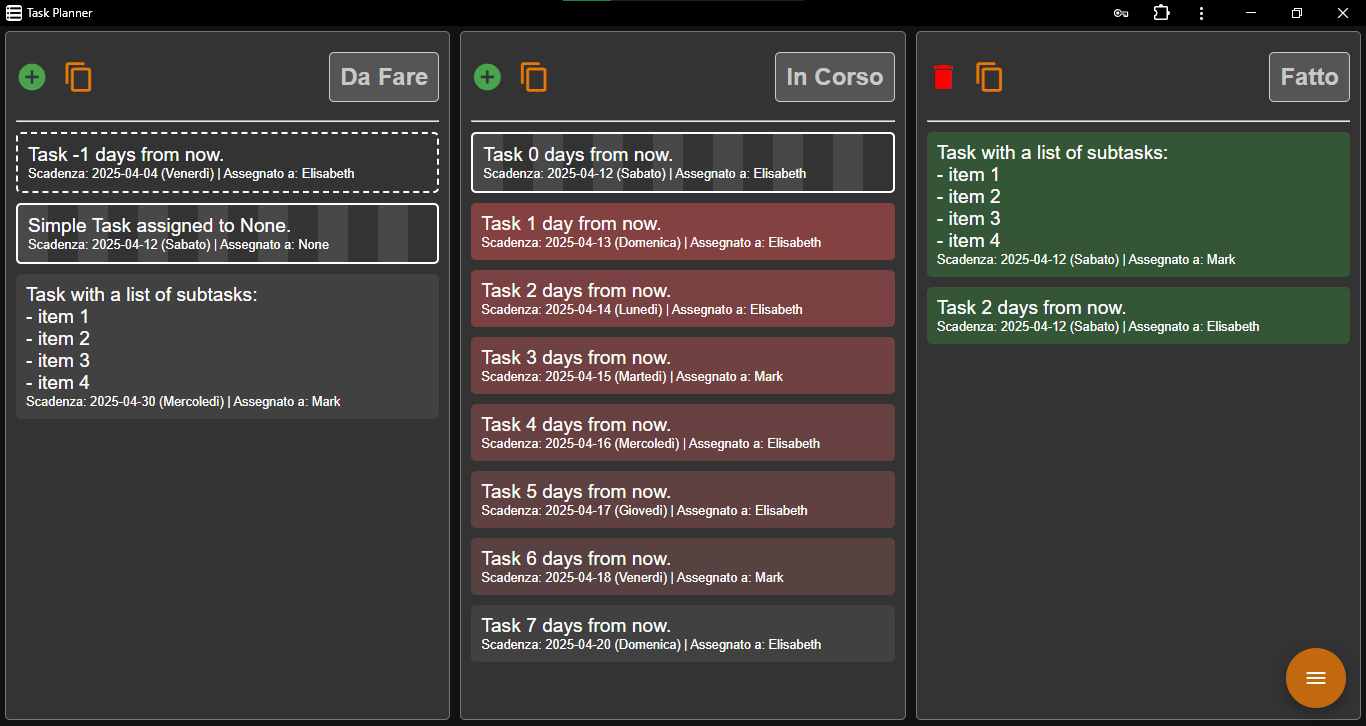 Task Planner
Da Fare
Task -1 days from now.
Scadenza: 2025-04-04 (Venerdì) | Assegnato a: Elisabeth
Simple Task assigned to None.
Scadenza: 2025-04-12 (Sabato) | Assegnato a: None
Task with a list of subtasks:
- item 1
- item 2
- item 3
- item 4
Scadenza: 2025-04-30 (Mercoledì) | Assegnato a: Mark
In Corso
Task 0 days from now.
Scadenza: 2025-04-12 (Sabato) | Assegnato a: Elisabeth
Task 1 day from now.
Scadenza: 2025-04-13 (Domenica) | Assegnato a: Elisabeth
Task 2 days from now.
Scadenza: 2025-04-14 (Lunedì) | Assegnato a: Elisabeth
Task 3 days from now.
Scadenza: 2025-04-15 (Martedì) | Assegnato a: Mark
Task 4 days from now.
Scadenza: 2025-04-16 (Mercoledì) | Assegnato a: Elisabeth
Task 5 days from now.
Scadenza: 2025-04-17 (Giovedì) | Assegnato a: Elisabeth
Task 6 days from now.
Scadenza: 2025-04-18 (Venerdì) | Assegnato a: Mark
Task 7 days from now.
Scadenza: 2025-04-20 (Domenica) | Assegnato a: Elisabeth
Fatto
Task with a list of subtasks:
- item 1
- item 2
- item 3
- item 4
Scadenza: 2025-04-12 (Sabato) | Assegnato a: Mark
Task 2 days from now.
Scadenza: 2025-04-12 (Sabato) | Assegnato a: Elisabeth